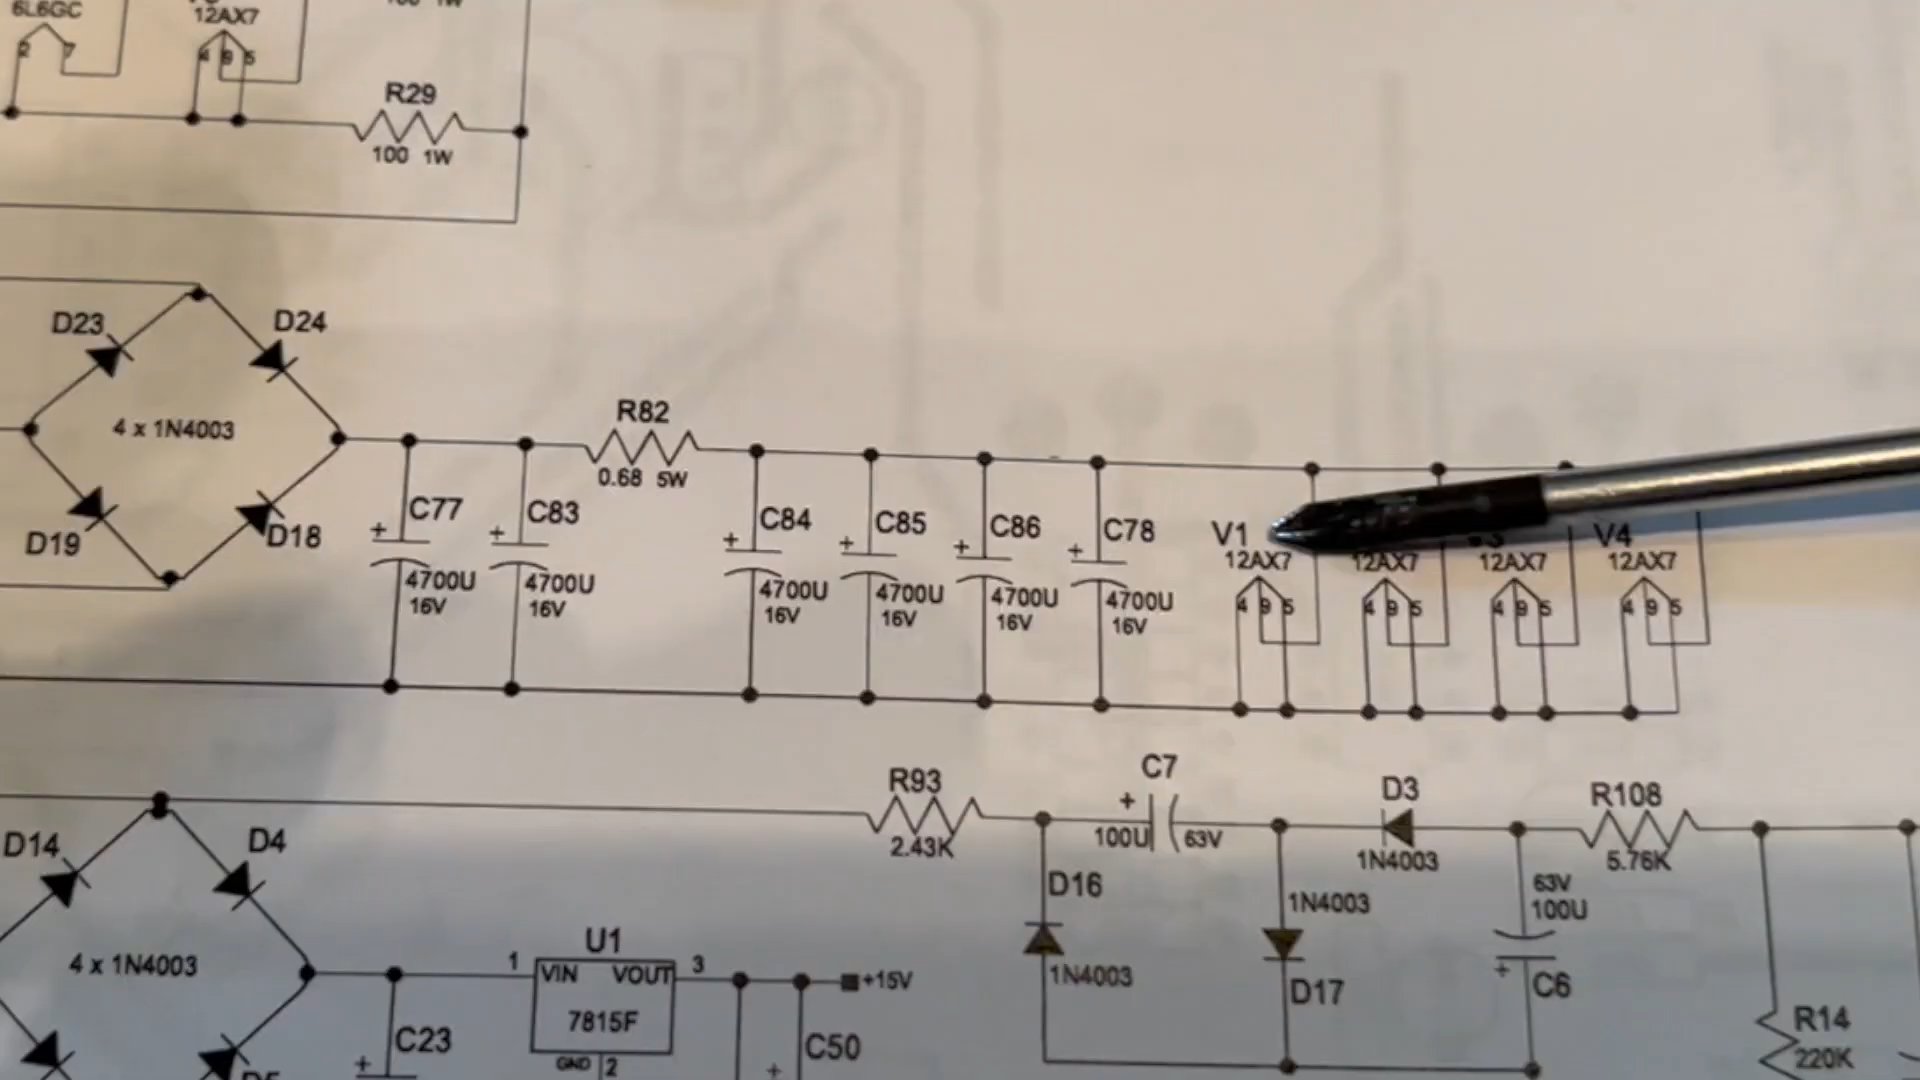 6L6GC
12AX7
2 7
4 9 5
R29
100 1W
D23
D24
4 x 1N4003
D19
D18
R82
0.68 5W
C77
4700U
16V
C83
4700U
16V
C84
4700U
16V
C85
4700U
16V
C86
4700U
16V
C78
4700U
16V
V1
12AX7
4 9 5
12AX7
4 9 5
12AX7
4 9 5
V4
12AX7
4 9 5
R93
2.43K
C7
100U 63V
D3
1N4003
R108
5.76K
D14
D4
4 x 1N4003
D16
1N4003
1N4003
D17
63V
100U
C6
U1
1 VIN VOUT 3
+15V
7815F
GND 2
C23
C50
R14
220K